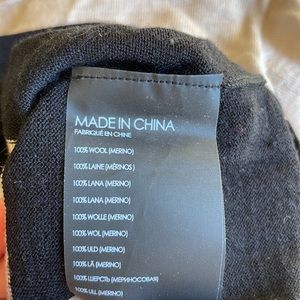 MADE IN CHINA
FABRIQUÉ EN CHINE
100% WOOL (MERINO)
100% LAINE (MÉRINOS)
100% LANA (MERINO)
100% LANA (MERINO)
100% WOLLE (MERINO)
100% WOL (MERINO)
100% ULD (MERINO)
100% LÃ (MERINO)
100% ШЕРСТЬ (МЕРИНОСОВАЯ)
100% ULL (MERINO)